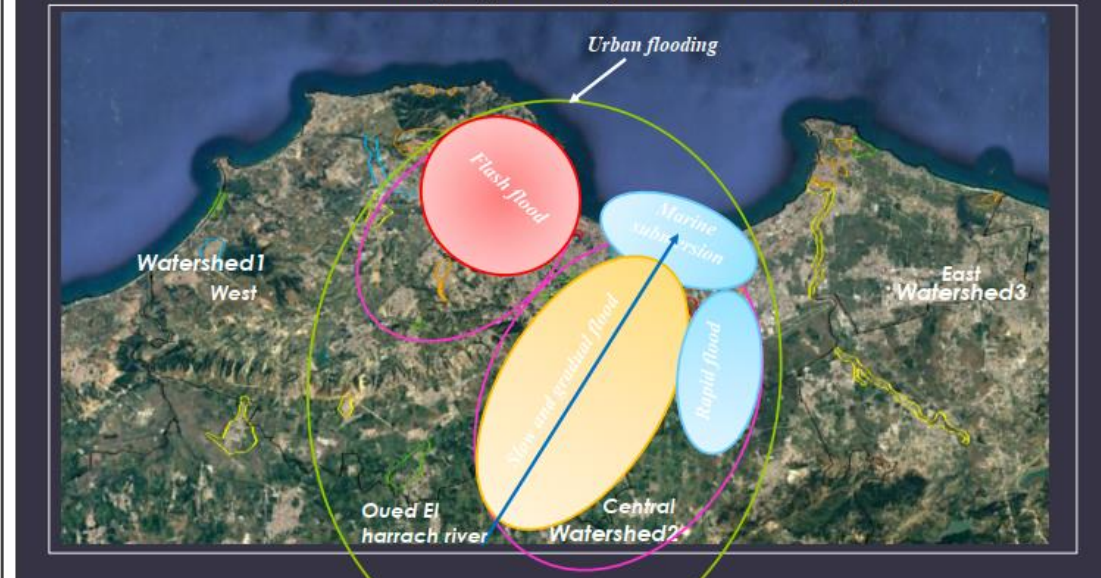 Urban flooding
Flash flood
Marine
submersion
Watershed1
West
East
Watershed3
Slow and gradual flood
Rapid flood
Oued El
harrach river
Central
Watershed2